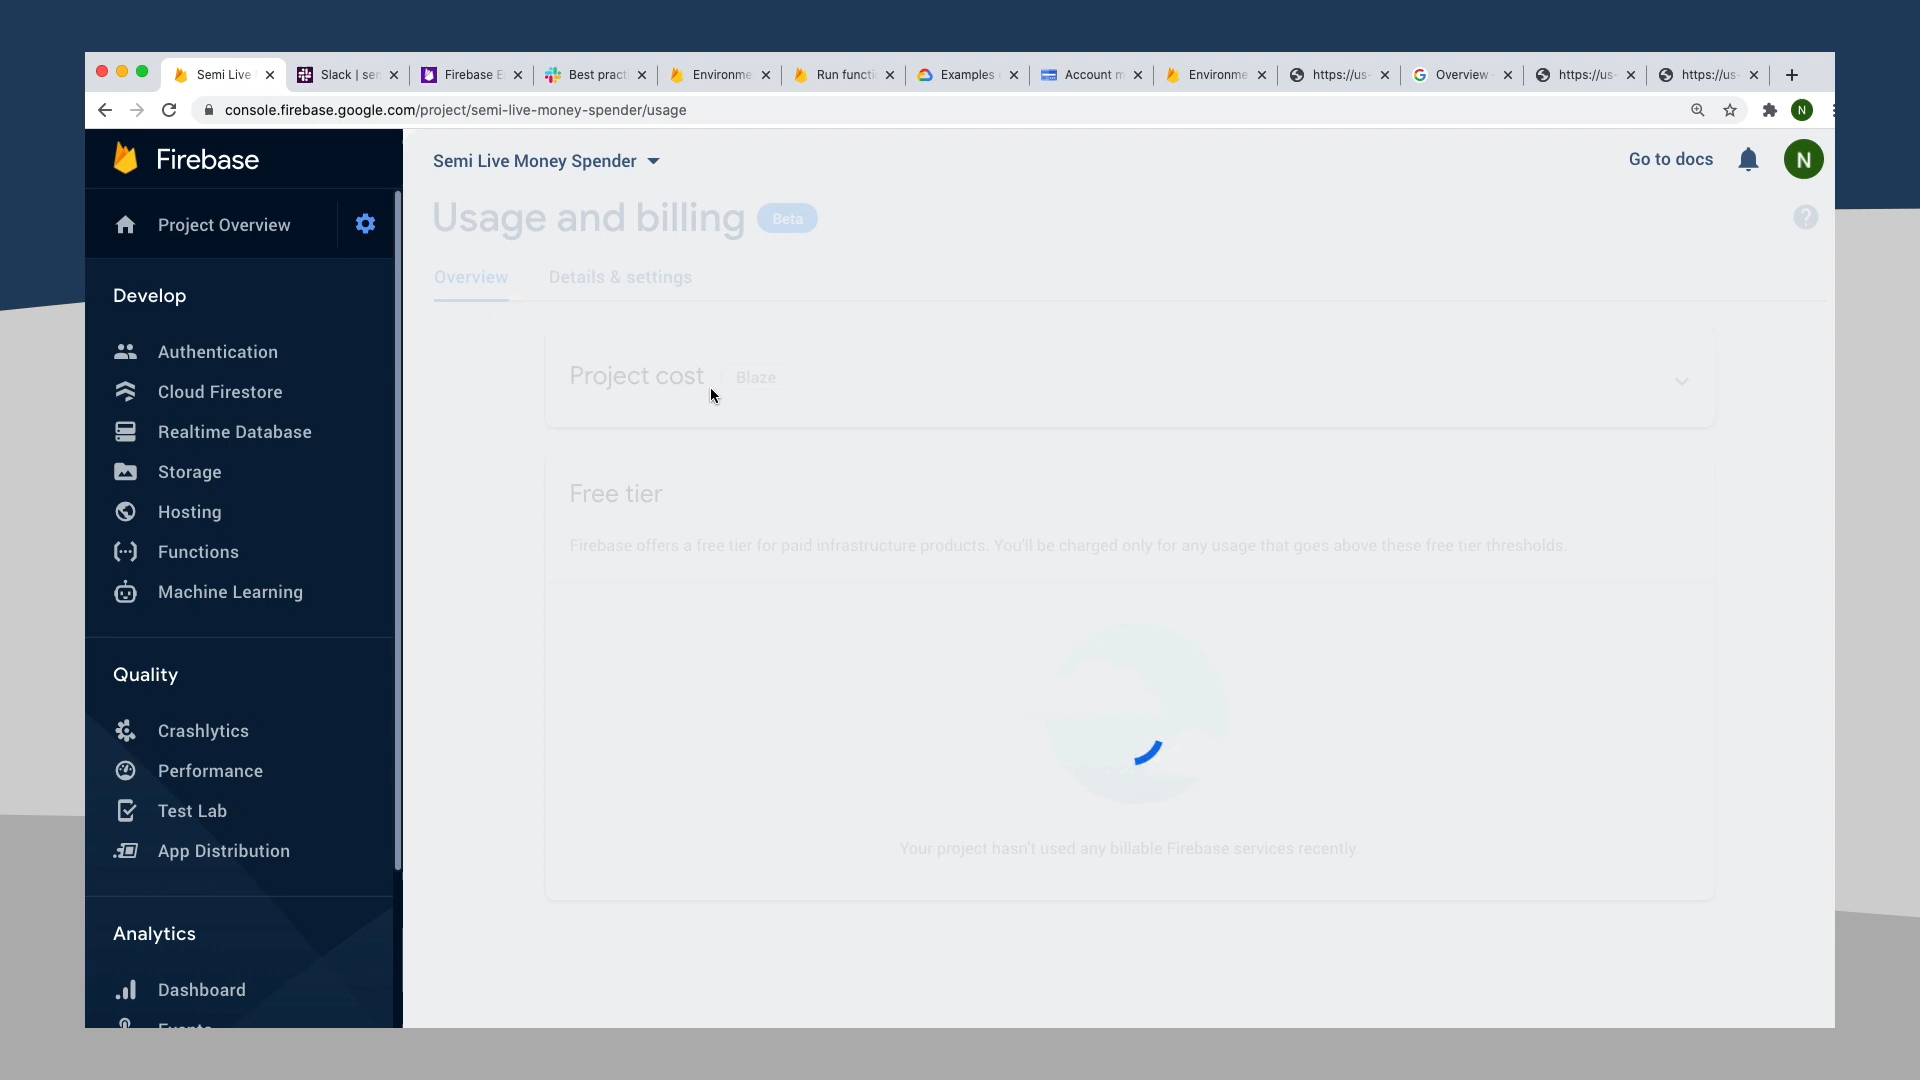 Semi Live
Slack | sen
Firebase E
Best pract
Environme
Run functi
Examples
Account m
Environme
https://us-
Overview
https://us-
https://us-
console.firebase.google.com/project/semi-live-money-spender/usage
N
Firebase
Semi Live Money Spender
Go to docs
N
Project Overview
Usage and billing
Beta
Overview
Details & settings
Develop
Authentication
Cloud Firestore
Realtime Database
Storage
Hosting
Functions
Machine Learning
Project cost
Blaze
Free tier
Firebase offers a free tier for paid infrastructure products. You'll be charged only for any usage that goes above these free tier thresholds.
Your project hasn't used any billable Firebase services recently.
Quality
Crashlytics
Performance
Test Lab
App Distribution
Analytics
Dashboard
Events